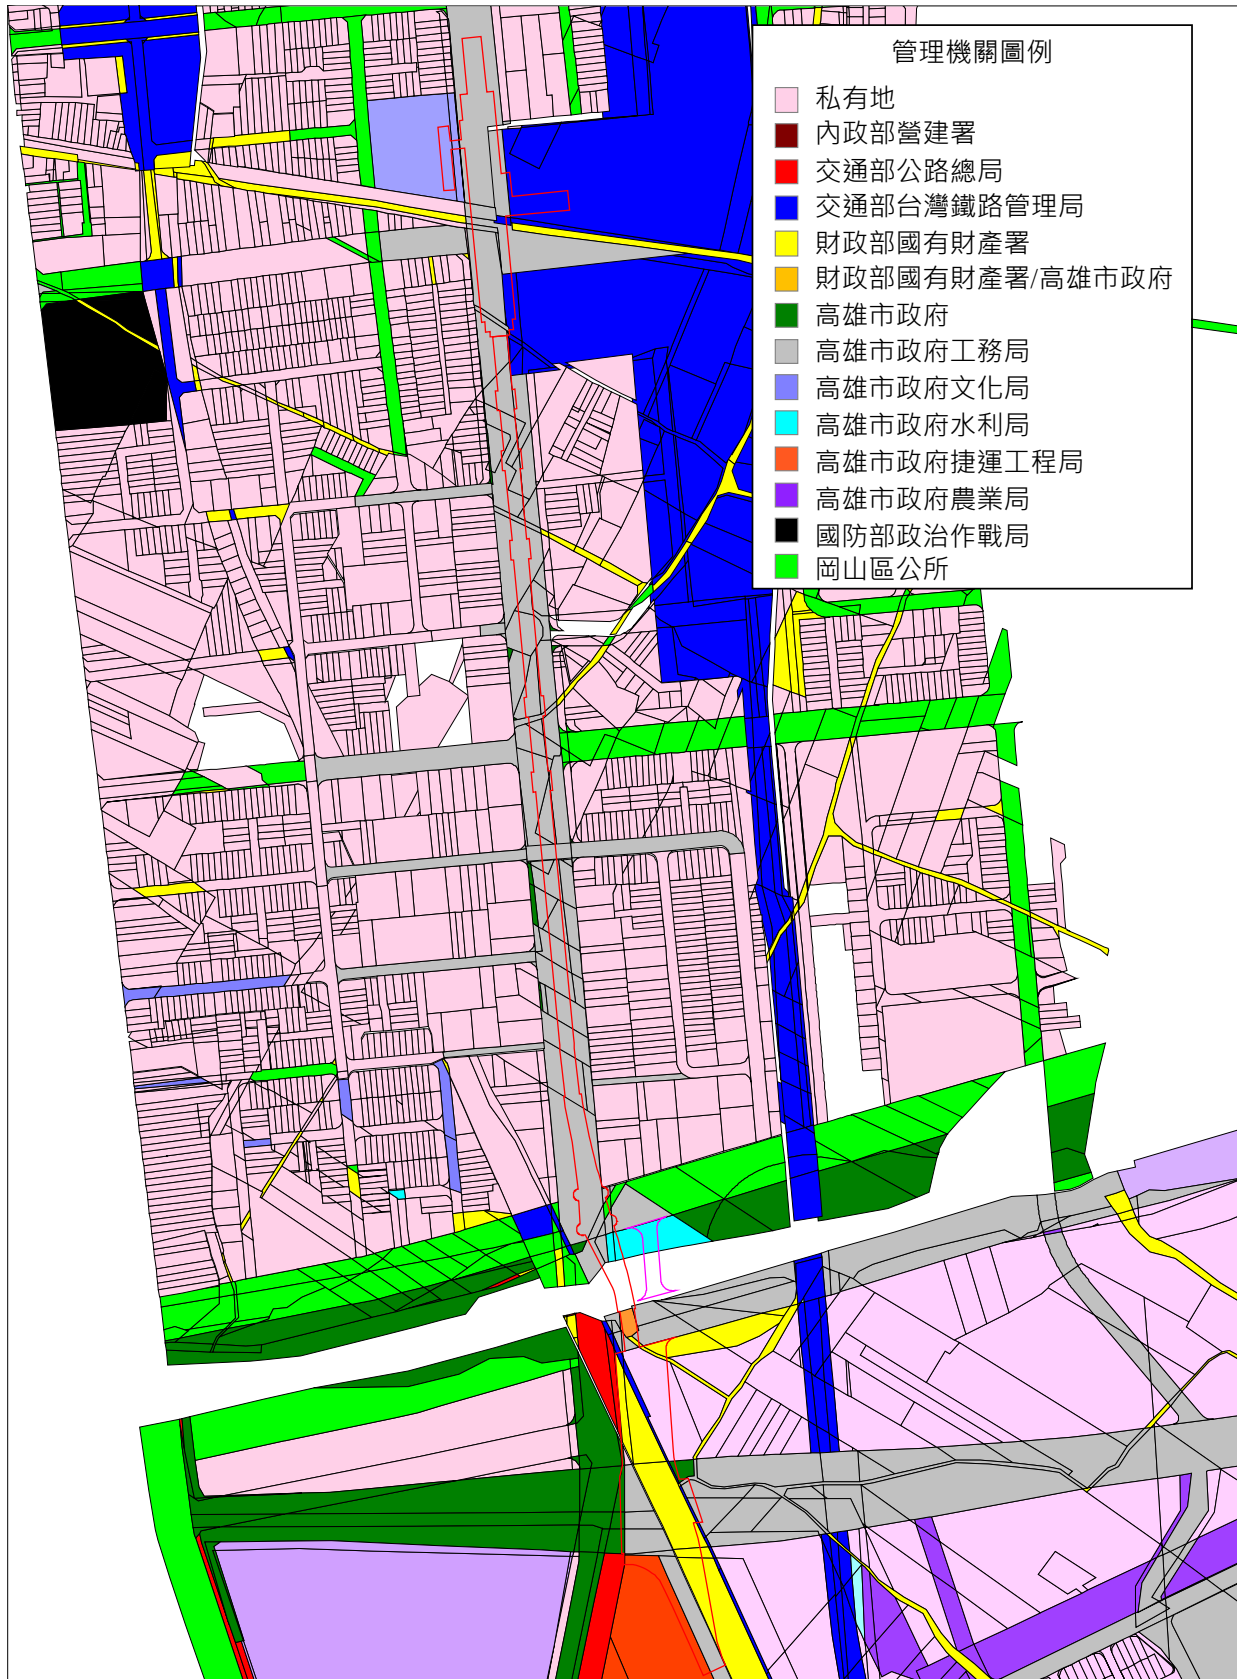 管理機關圖例
私有地
內政部營建署
交通部公路總局
交通部台灣鐵路管理局
財政部國有財產署
財政部國有財產署/高雄市政府
高雄市政府
高雄市政府工務局
高雄市政府文化局
高雄市政府水利局
高雄市政府捷運工程局
高雄市政府農業局
國防部政治作戰局
岡山區公所